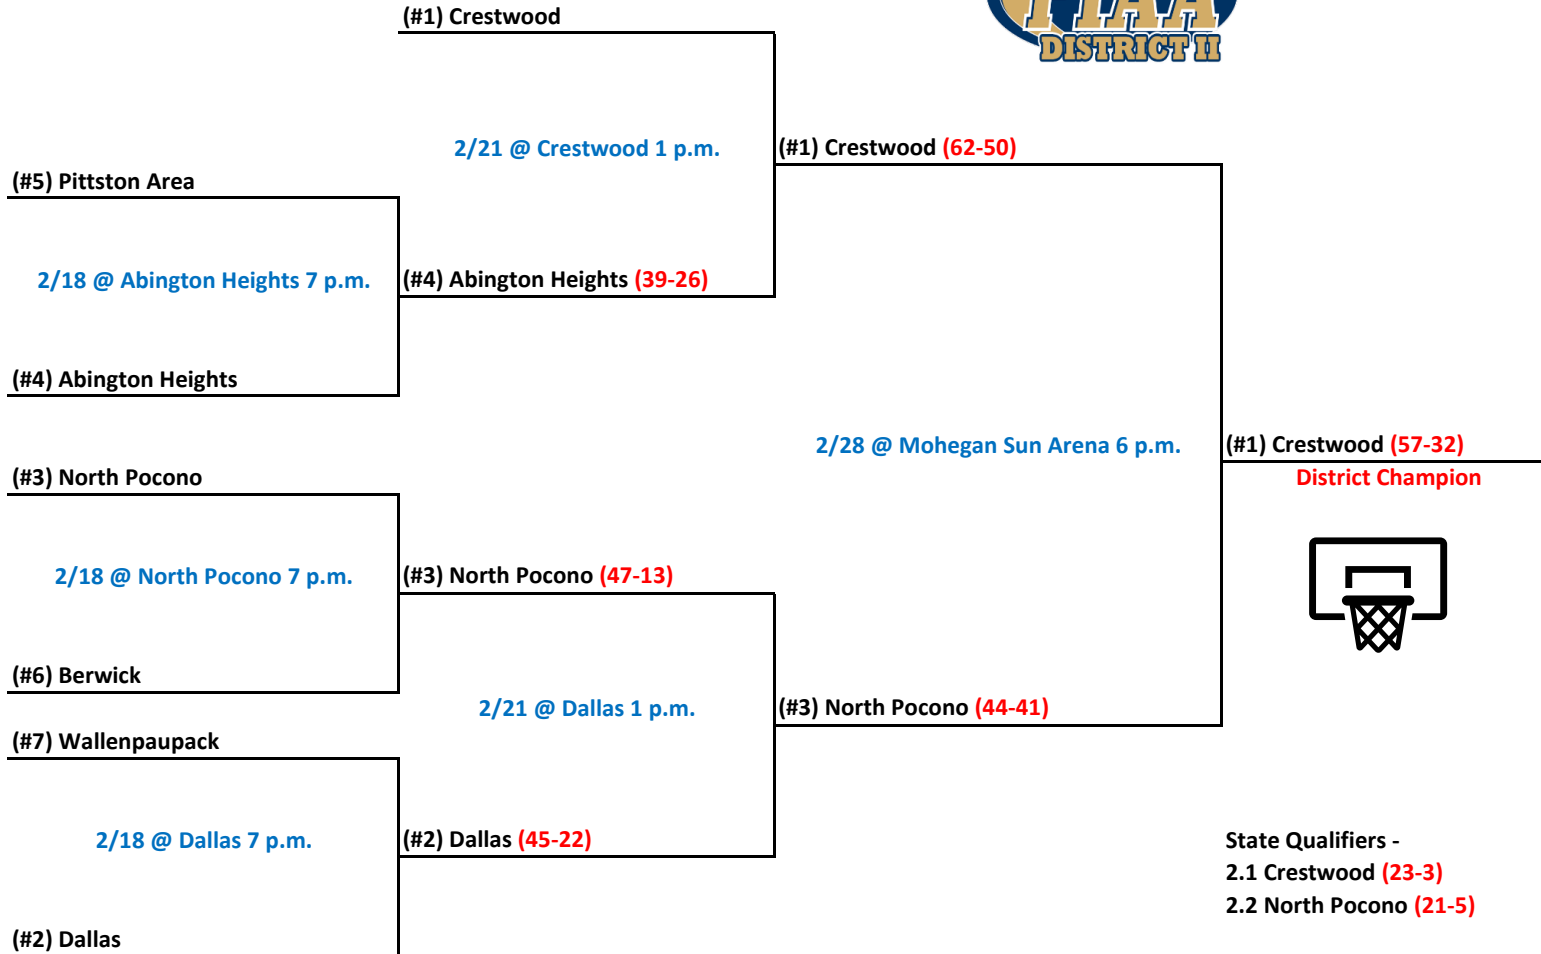 (#1) Crestwood
PIAA
DISTRICT II
2/21 @ Crestwood 1 p.m.
(#1) Crestwood (62-50)
(#5) Pittston Area
2/18 @ Abington Heights 7 p.m.
(#4) Abington Heights (39-26)
(#4) Abington Heights
2/28 @ Mohegan Sun Arena 6 p.m.
(#1) Crestwood (57-32)
District Champion
(#3) North Pocono
2/18 @ North Pocono 7 p.m.
(#3) North Pocono (47-13)
(#6) Berwick
2/21 @ Dallas 1 p.m.
(#3) North Pocono (44-41)
(#7) Wallenpaupack
2/18 @ Dallas 7 p.m.
(#2) Dallas (45-22)
(#2) Dallas
State Qualifiers -
2.1 Crestwood (23-3)
2.2 North Pocono (21-5)